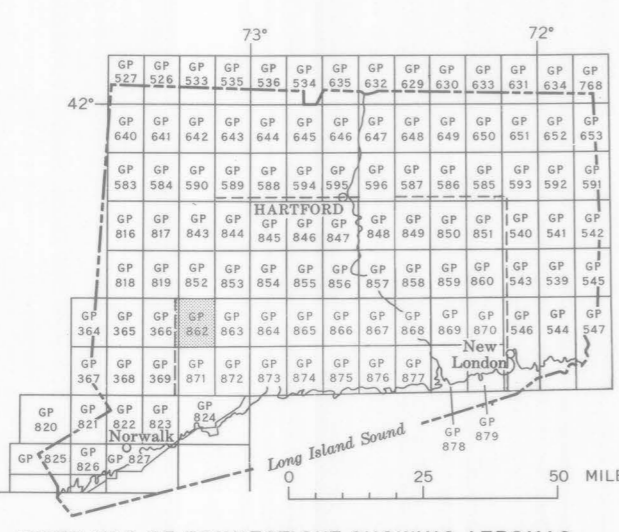 73° 72°
GP 527 GP 526 GP 533 GP 535 GP 536 GP 534 GP 635 GP 632 GP 629 GP 630 GP 633 GP 631 GP 634 GP 768
42°
GP 640 GP 641 GP 642 GP 643 GP 644 GP 645 GP 646 GP 647 GP 648 GP 649 GP 650 GP 651 GP 652 GP 653
GP 583 GP 584 GP 590 GP 589 GP 588 GP 594 GP 595 GP 596 GP 587 GP 586 GP 585 GP 593 GP 592 GP 591
HARTFORD
GP 816 GP 817 GP 843 GP 844 GP 845 GP 846 GP 847 GP 848 GP 849 GP 850 GP 851 GP 540 GP 541 GP 542
GP 818 GP 819 GP 852 GP 853 GP 854 GP 855 GP 856 GP 857 GP 858 GP 859 GP 860 GP 543 GP 539 GP 545
GP 364 GP 365 GP 366 GP 862 GP 863 GP 864 GP 865 GP 866 GP 867 GP 868 GP 869 GP 870 GP 546 GP 544 GP 547
New London
GP 367 GP 368 GP 369 GP 871 GP 872 GP 873 GP 874 GP 875 GP 876 GP 877
GP 820 GP 821 GP 822 GP 823 GP 824
Norwalk
GP 825 GP 826 GP 827
Long Island Sound
GP 878 GP 879
0 25 50 MILE